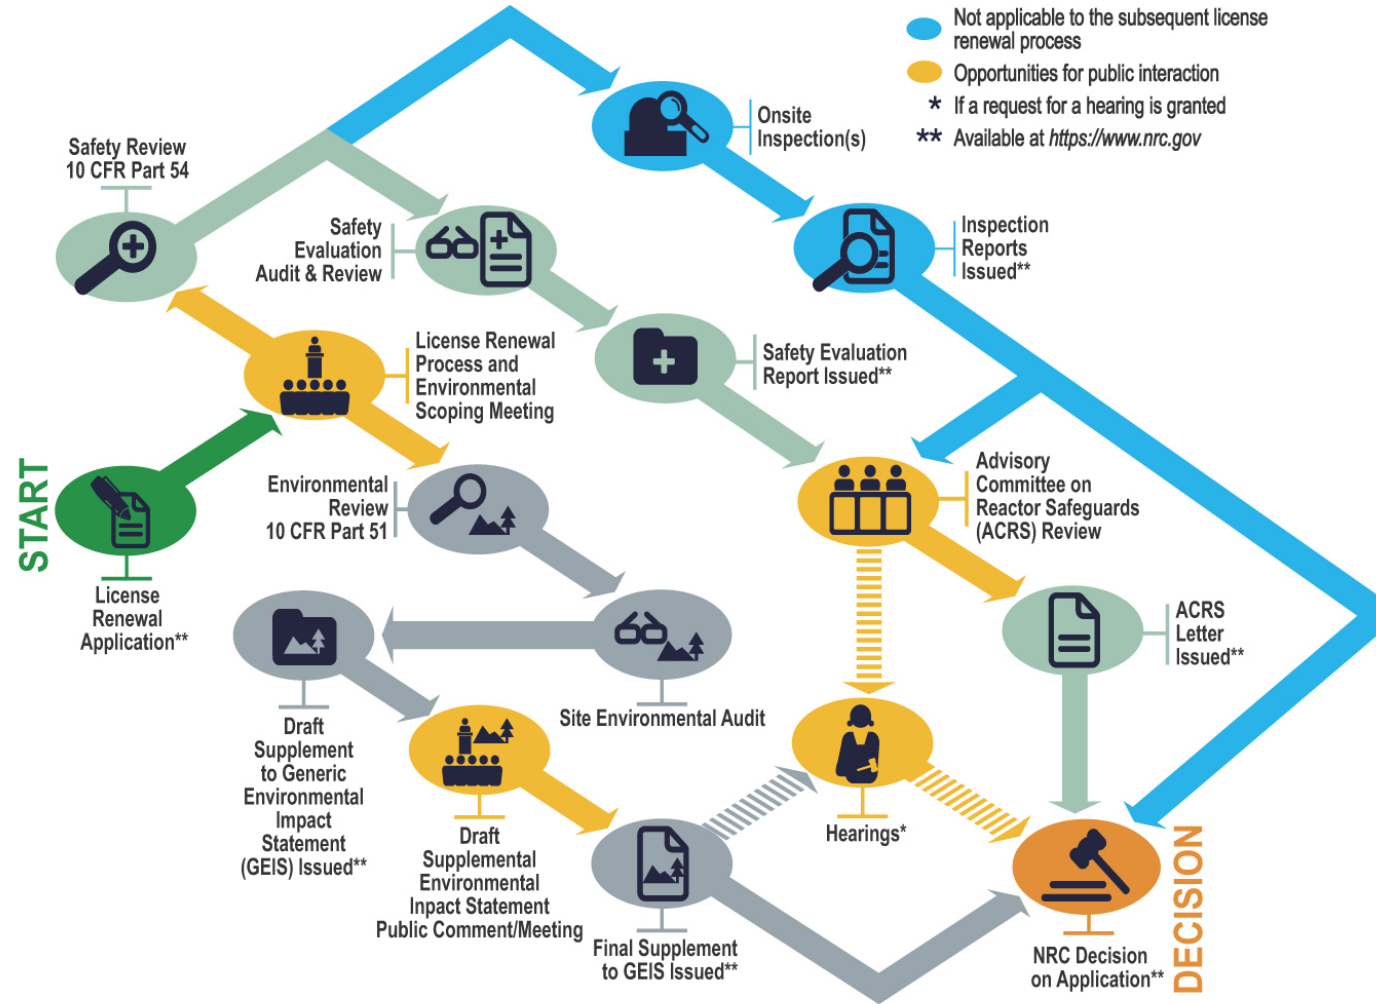 Not applicable to the subsequent license
renewal process
Opportunities for public interaction
* If a request for a hearing is granted
** Available at https://www.nrc.gov
Onsite
Inspection(s)
Safety Review
10 CFR Part 54
Safety
Evaluation
Audit & Review
Inspection
Reports
Issued**
License Renewal
Process and
Environmental
Scoping Meeting
Safety Evaluation
Report Issued**
START
License
Renewal
Application**
Environmental
Review
10 CFR Part 51
Advisory
Committee on
Reactor Safeguards
(ACRS) Review
ACRS
Letter
Issued**
Site Environmental Audit
Draft
Supplement
to Generic
Environmental
Impact
Statement
(GEIS) Issued**
Draft
Supplemental
Environmental
Inpact Statement
Public Comment/Meeting
Hearings*
Final Supplement
to GEIS Issued**
NRC Decision
on Application**
DECISION